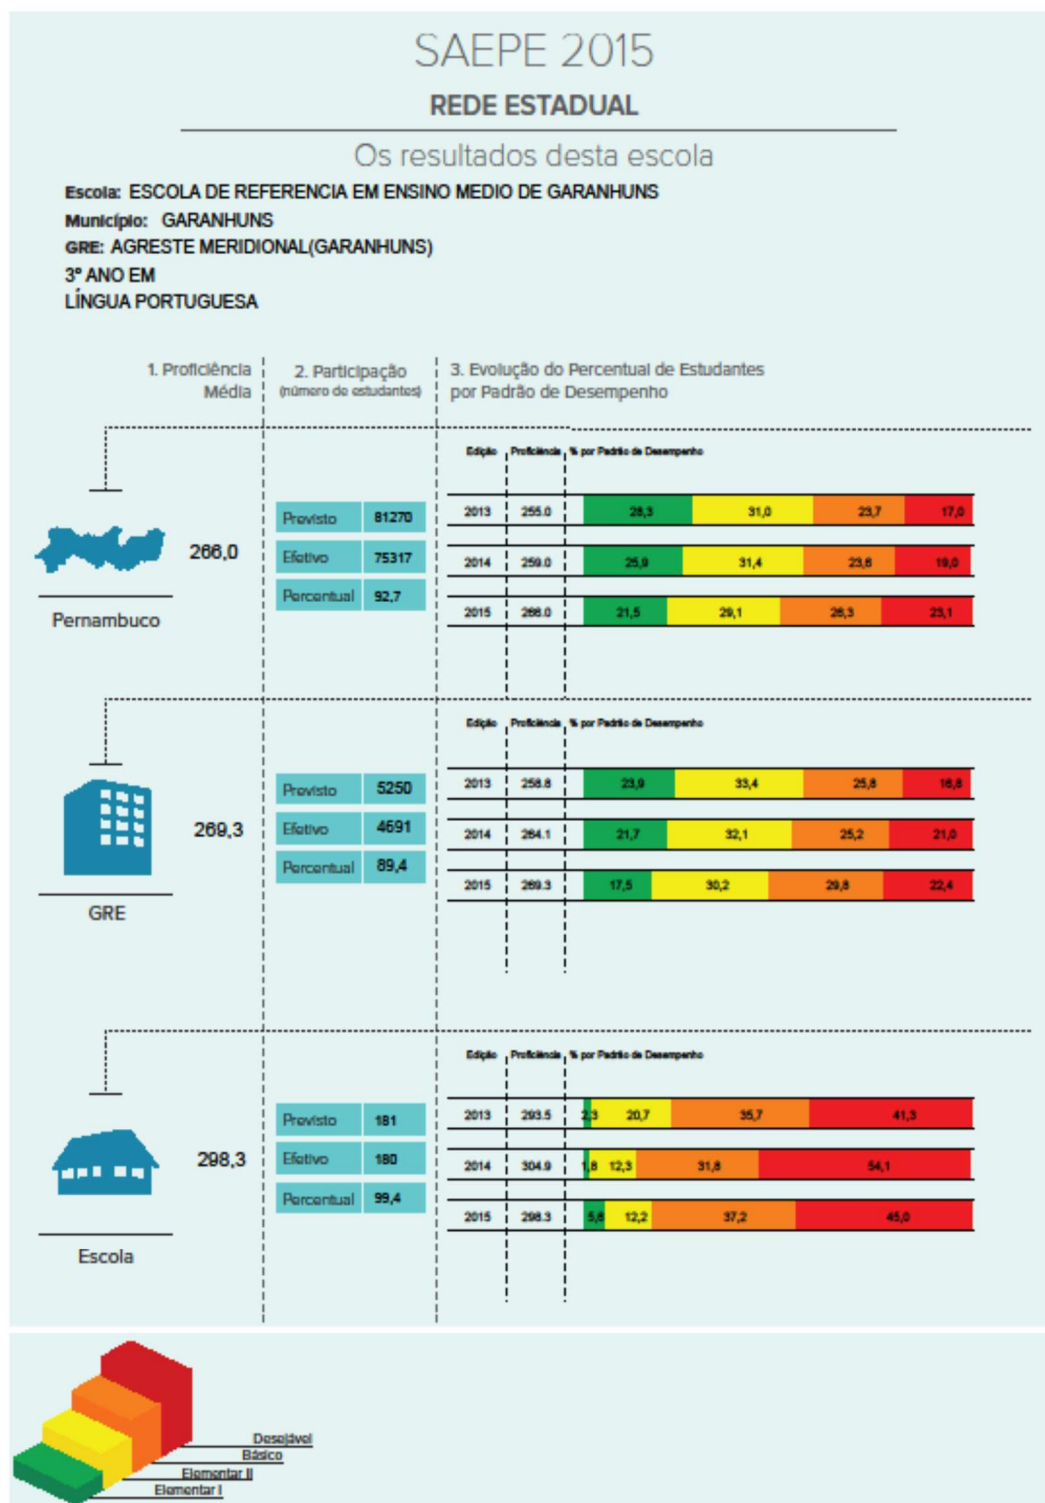 SAEPE 2015
REDE ESTADUAL
Os resultados desta escola
Escola: ESCOLA DE REFERENCIA EM ENSINO MEDIO DE GARANHUNS
Município: GARANHUNS
GRE: AGRESTE MERIDIONAL(GARANHUNS)
3º ANO EM
LÍNGUA PORTUGUESA
1. Proficiência Média
2. Participação (número de estudantes)
3. Evolução do Percentual de Estudantes por Padrão de Desempenho
Edição Proficiência % por Padrão de Desempenho
Pernambuco
266,0
Previsto 81270
Efetivo 75317
Percentual 92,7
2013 255.0 28,3 31,0 23,7 17,0
2014 259.0 25,9 31,4 23,8 19,0
2015 266.0 21,5 29,1 26,3 23,1
Edição Proficiência % por Padrão de Desempenho
GRE
269,3
Previsto 5250
Efetivo 4691
Percentual 89,4
2013 258.8 23,9 33,4 25,8 16,8
2014 264.1 21,7 32,1 25,2 21,0
2015 269.3 17,5 30,2 29,8 22,4
Edição Proficiência % por Padrão de Desempenho
Escola
298,3
Previsto 181
Efetivo 180
Percentual 99,4
2013 293.5 2,3 20,7 35,7 41,3
2014 304.9 1,8 12,3 31,8 54,1
2015 298.3 5,6 12,2 37,2 45,0
Desejável
Básico
Elementar II
Elementar I